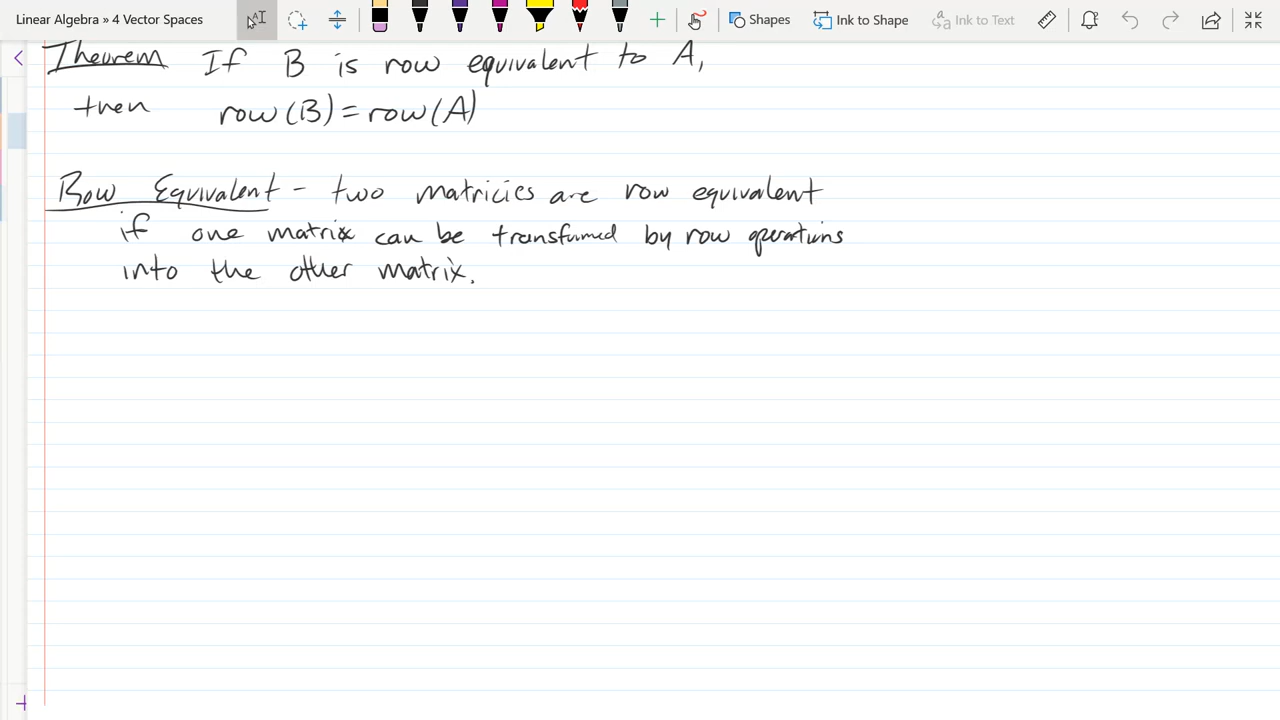 Linear Algebra » 4 Vector Spaces
Shapes
Ink to Shape
Ink to Text
Theorem If B is row equivalent to A,
then row(B) = row(A)
Row Equivalent - two matricies are row equivalent
if one matrix can be transformed by row operations
into the other matrix.